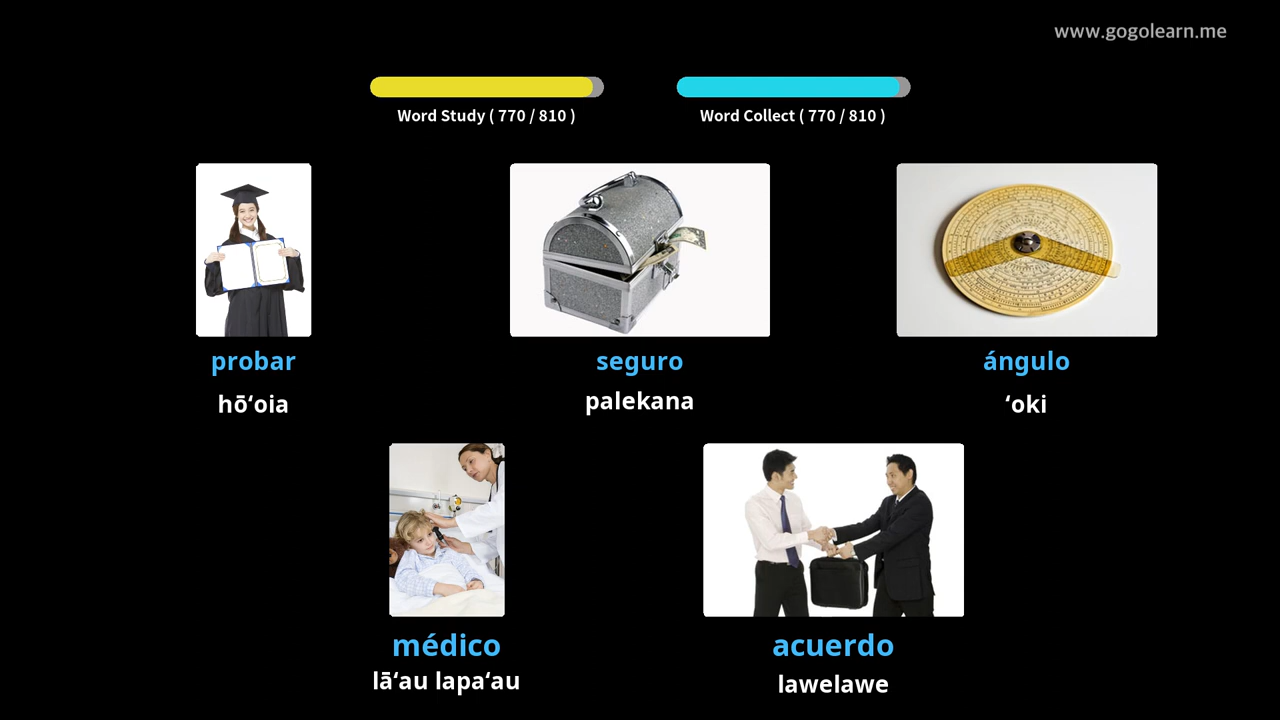 www.gogolearn.me
Word Study ( 770 / 810 )
Word Collect ( 770 / 810 )
probar
hōʻoia
seguro
palekana
ángulo
ʻoki
médico
lāʻau lapaʻau
acuerdo
lawelawe